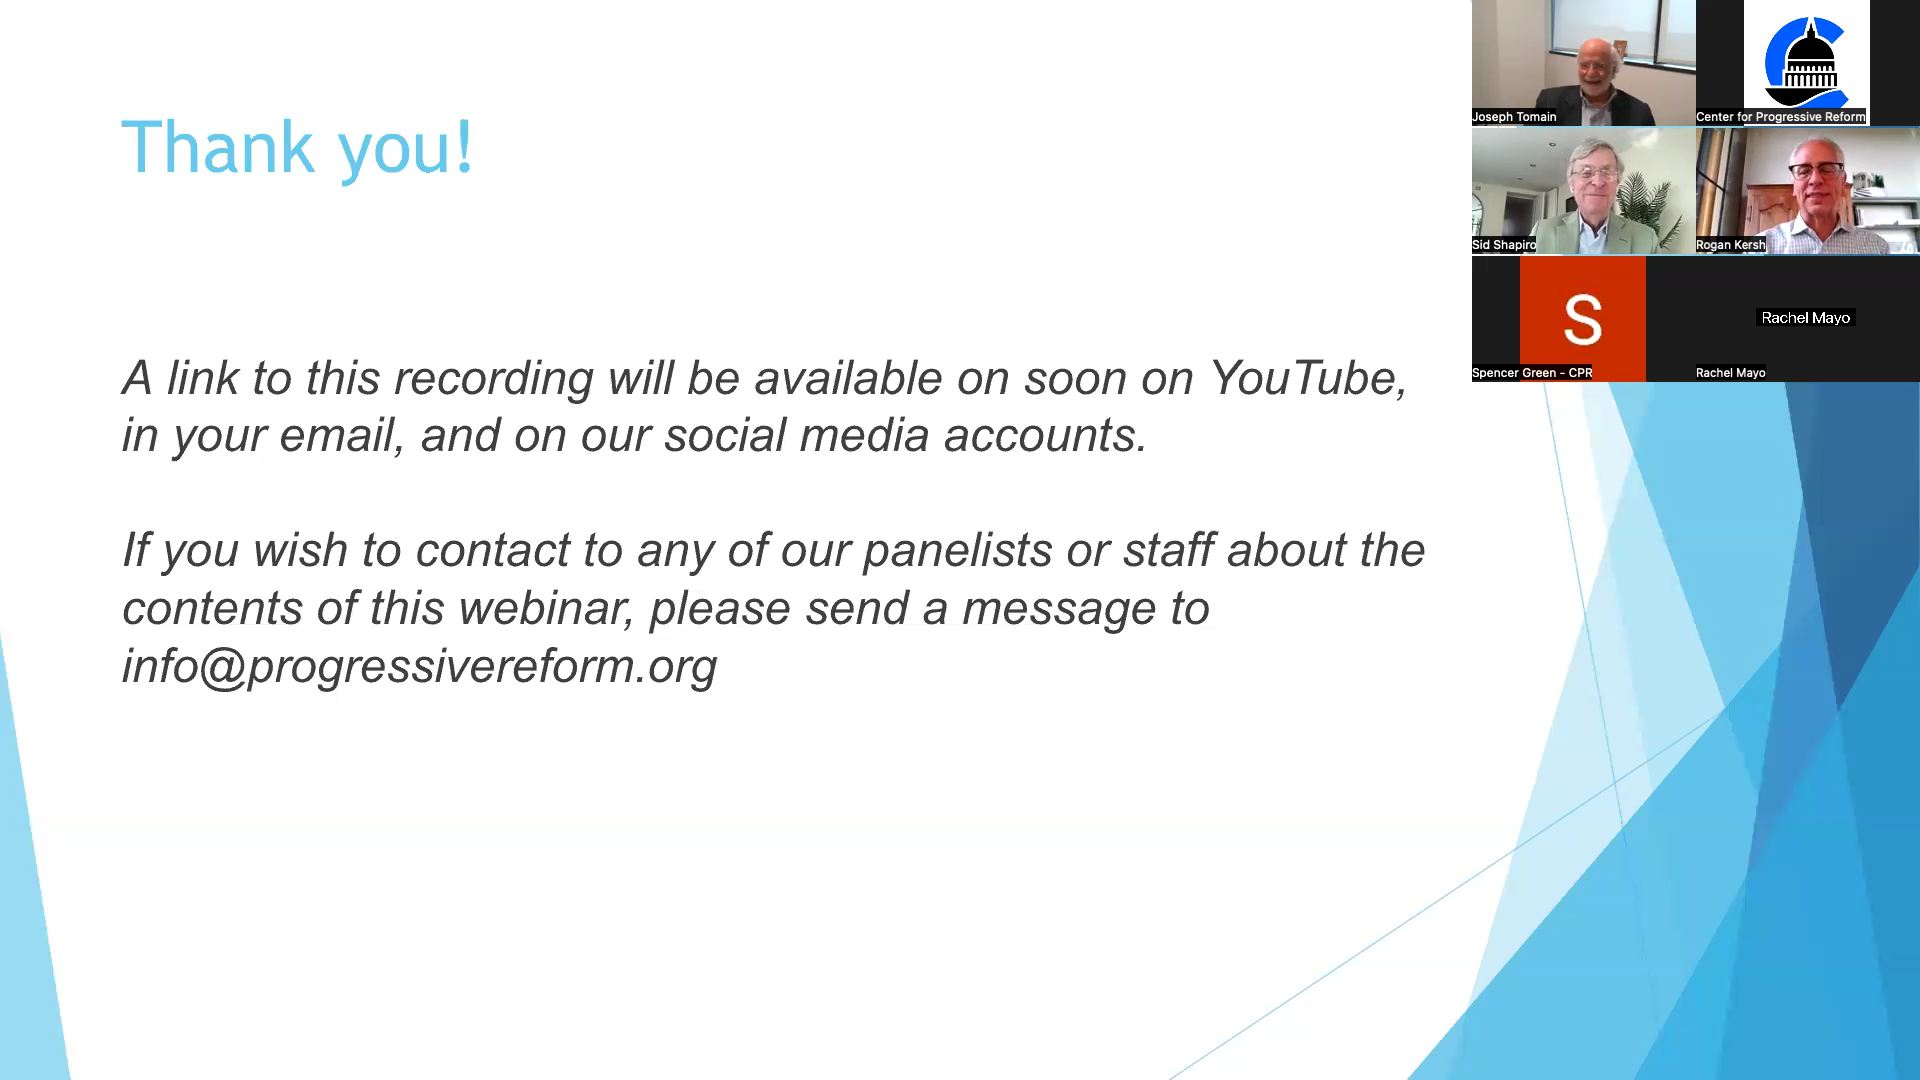 Thank you!
A link to this recording will be available on soon on YouTube,
in your email, and on our social media accounts.
If you wish to contact to any of our panelists or staff about the
contents of this webinar, please send a message to
info@progressivereform.org
Joseph Tomain
Center for Progressive Reform
Sid Shapiro
Rogan Kersh
S
Spencer Green - CPR
Rachel Mayo
Rachel Mayo